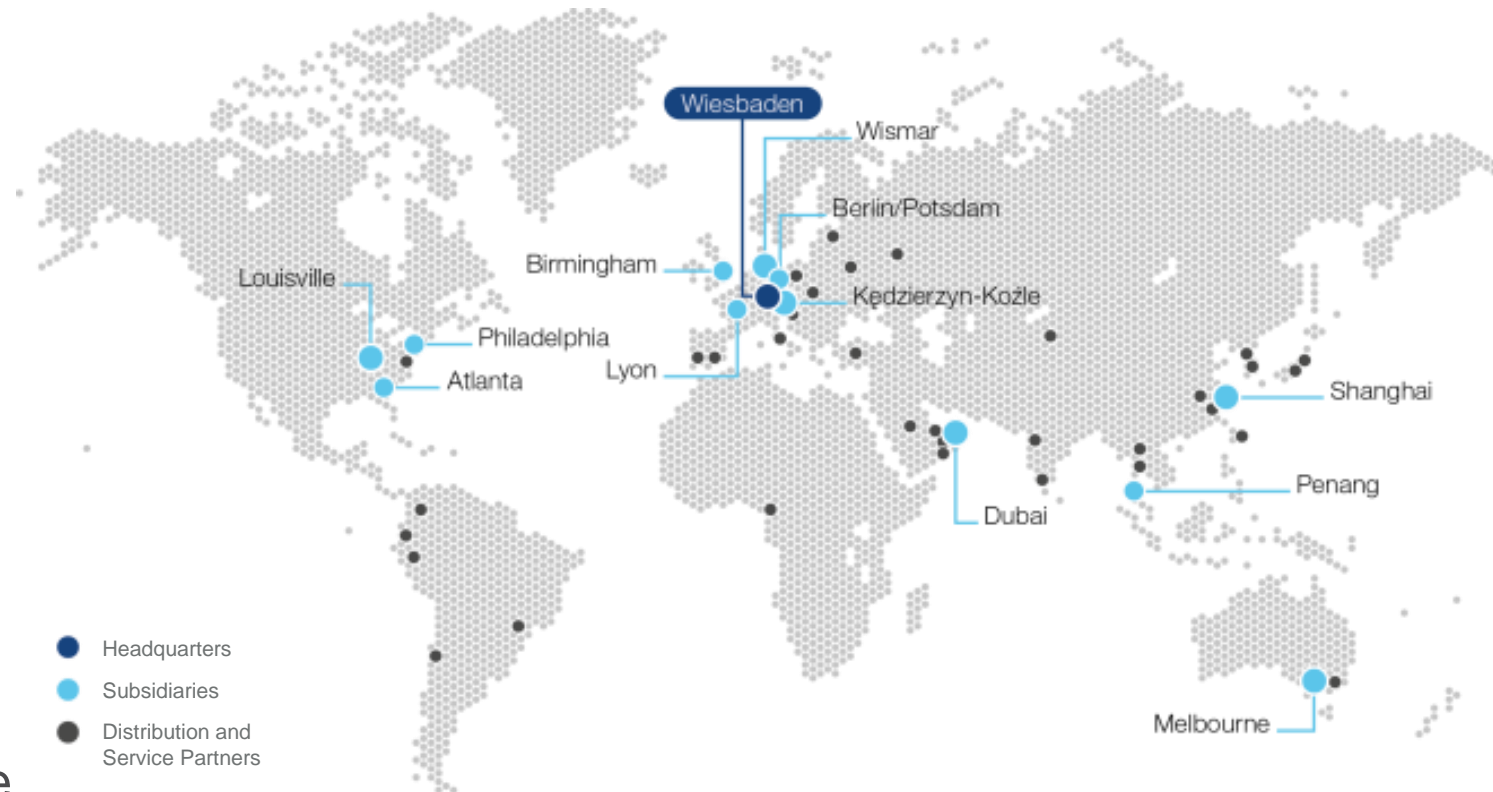 Wiesbaden
Wismar
Berlin/Potsdam
Birmingham
Louisville
Kędzierzyn-Koźle
Philadelphia
Lyon
Atlanta
Shanghai
Penang
Dubai
Headquarters
Subsidiaries
Melbourne
Distribution and
Service Partners
e